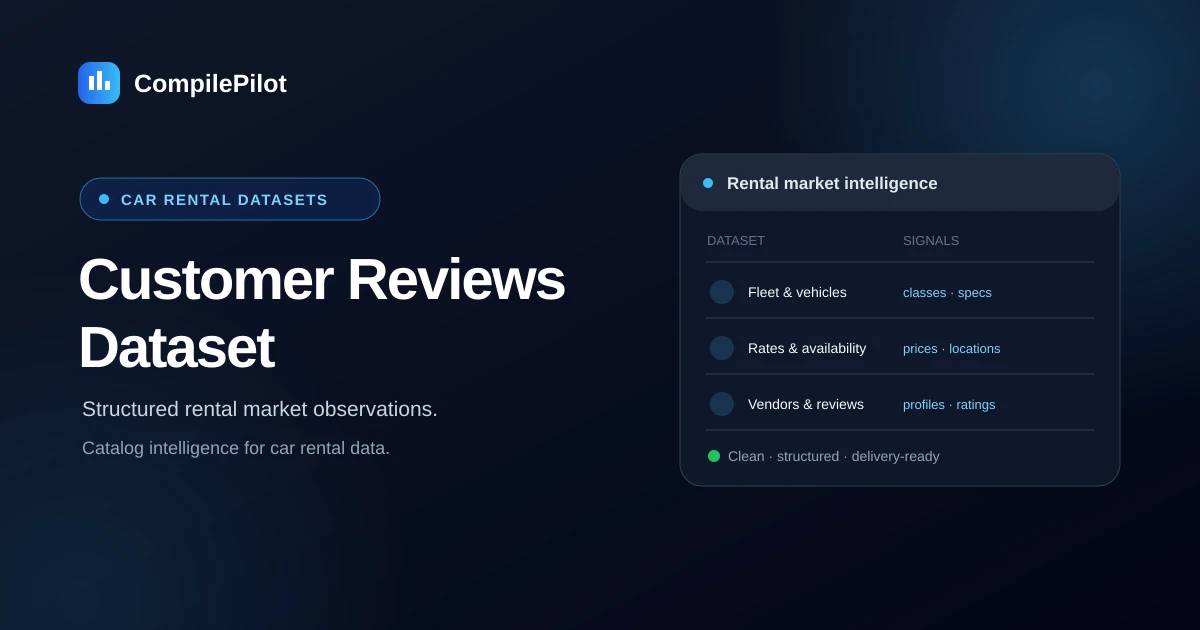 CompilePilot
CAR RENTAL DATASETS
Customer Reviews
Dataset
Structured rental market observations.
Catalog intelligence for car rental data.
Rental market intelligence
DATASET SIGNALS
Fleet & vehicles classes · specs
Rates & availability prices · locations
Vendors & reviews profiles · ratings
Clean · structured · delivery-ready